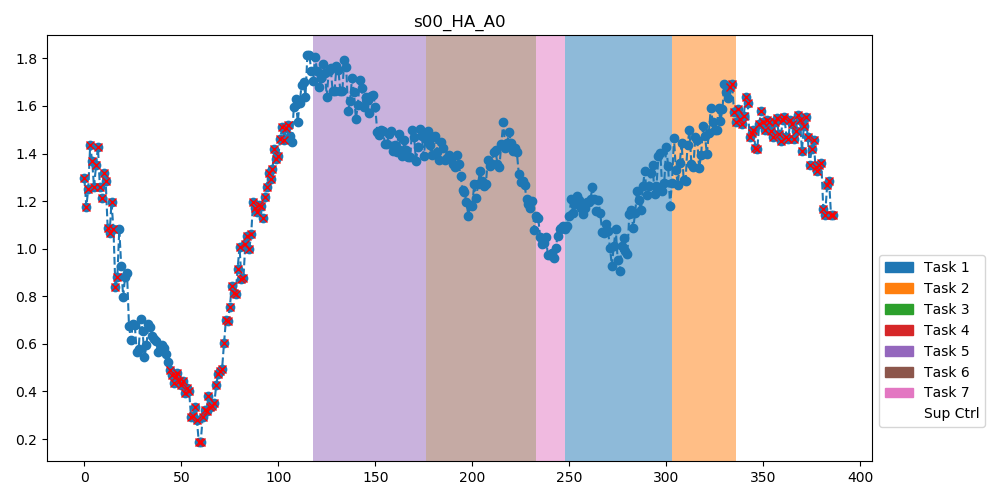 s00_HA_A0
1.8
1.6
1.4
1.2
1.0
0.8
0.6
0.4
0.2
0 50 100 150 200 250 300 350 400
Task 1
Task 2
Task 3
Task 4
Task 5
Task 6
Task 7
Sup Ctrl